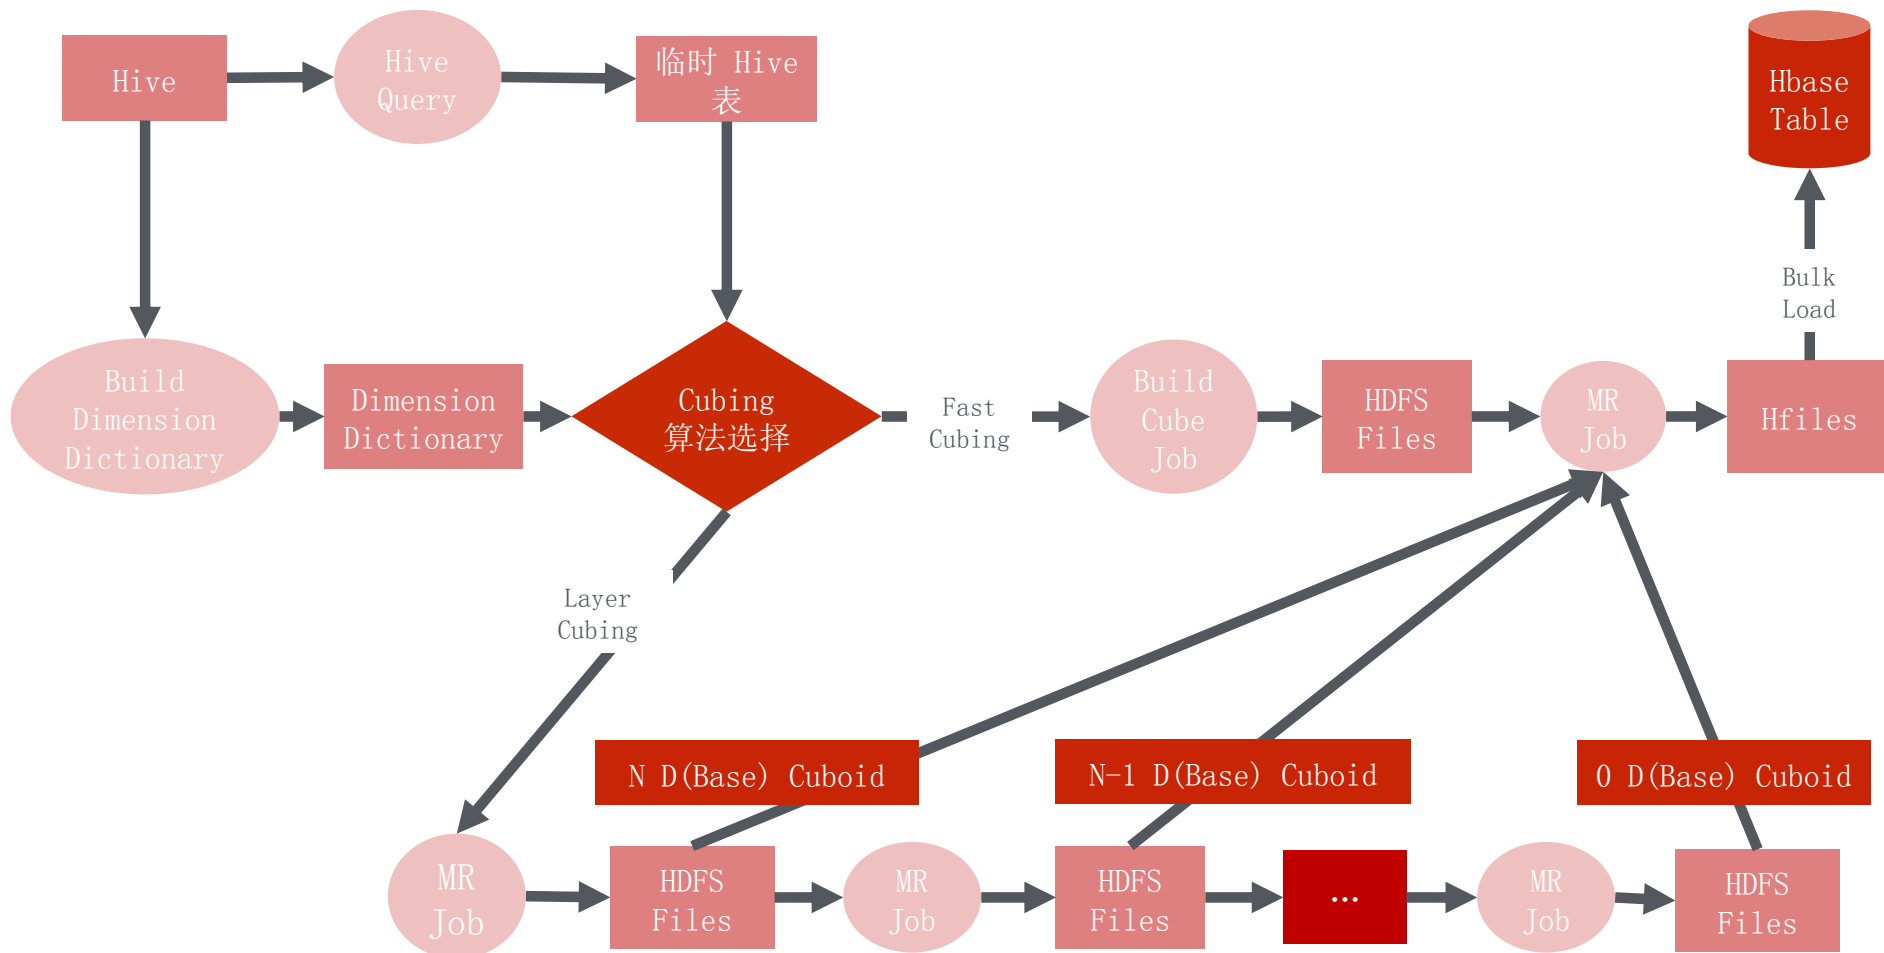 Hive
Hive
Query
临时 Hive
表
Hbase
Table
Bulk
Load
Build
Dimension
Dictionary
Dimension
Dictionary
Cubing
算法选择
Fast
Cubing
Build
Cube
Job
HDFS
Files
MR
Job
Hfiles
Layer
Cubing
N D(Base) Cuboid
N-1 D(Base) Cuboid
0 D(Base) Cuboid
MR
Job
HDFS
Files
MR
Job
HDFS
Files
...
MR
Job
HDFS
Files